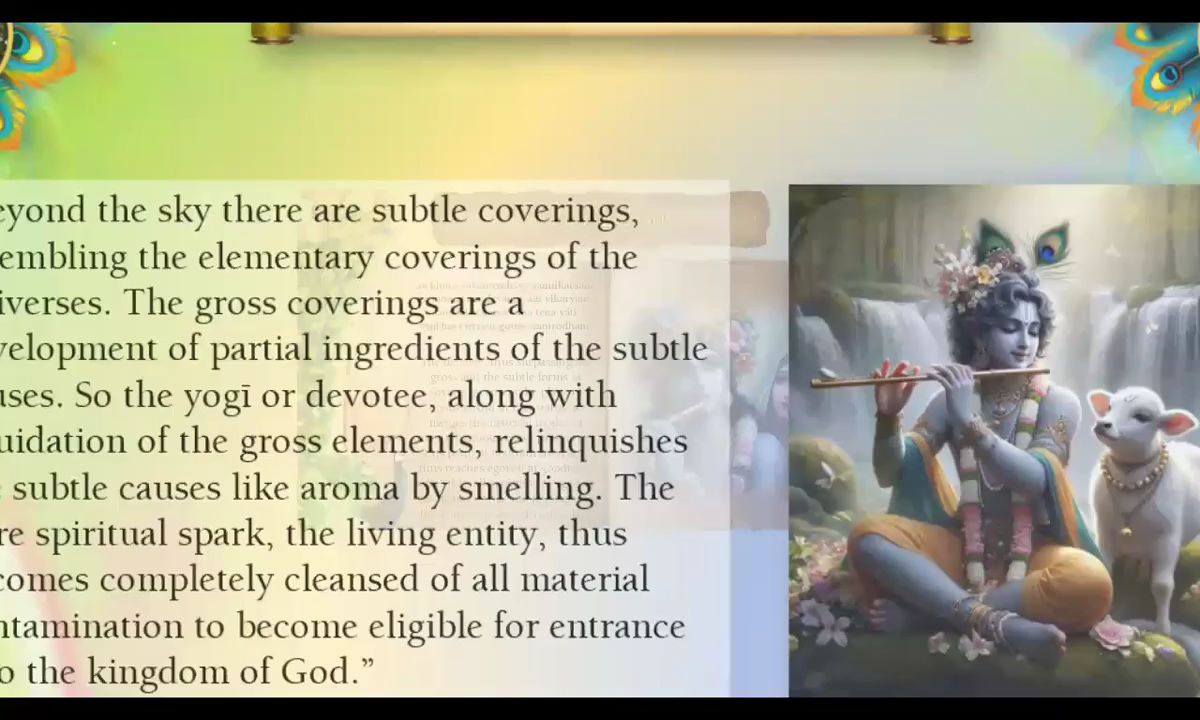 eyond the sky there are subtle coverings,
embling the elementary coverings of the
iverses. The gross coverings are a
velopment of partial ingredients of the subtle
uses. So the yogī or devotee, along with
uidation of the gross elements, relinquishes
subtle causes like aroma by smelling. The
re spiritual spark, the living entity, thus
comes completely cleansed of all material
ntamination to become eligible for entrance
o the kingdom of God.”